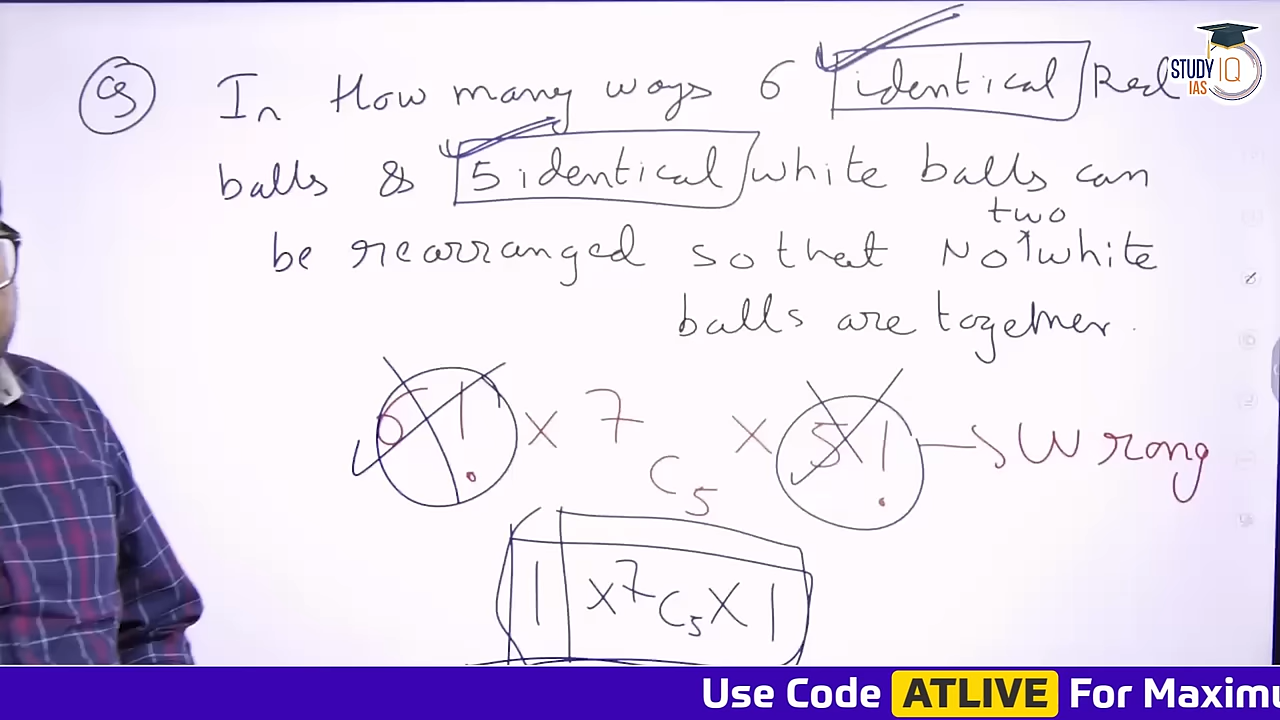 Q In How many ways 6 identical Red
balls & 5 identical white balls can
two
be rearranged so that No white
balls are together.
6! × 7C5 × 5! → Wrong
1 × 7C5 × 1
STUDY IQ
IAS
Use Code ATLIVE For Maximu